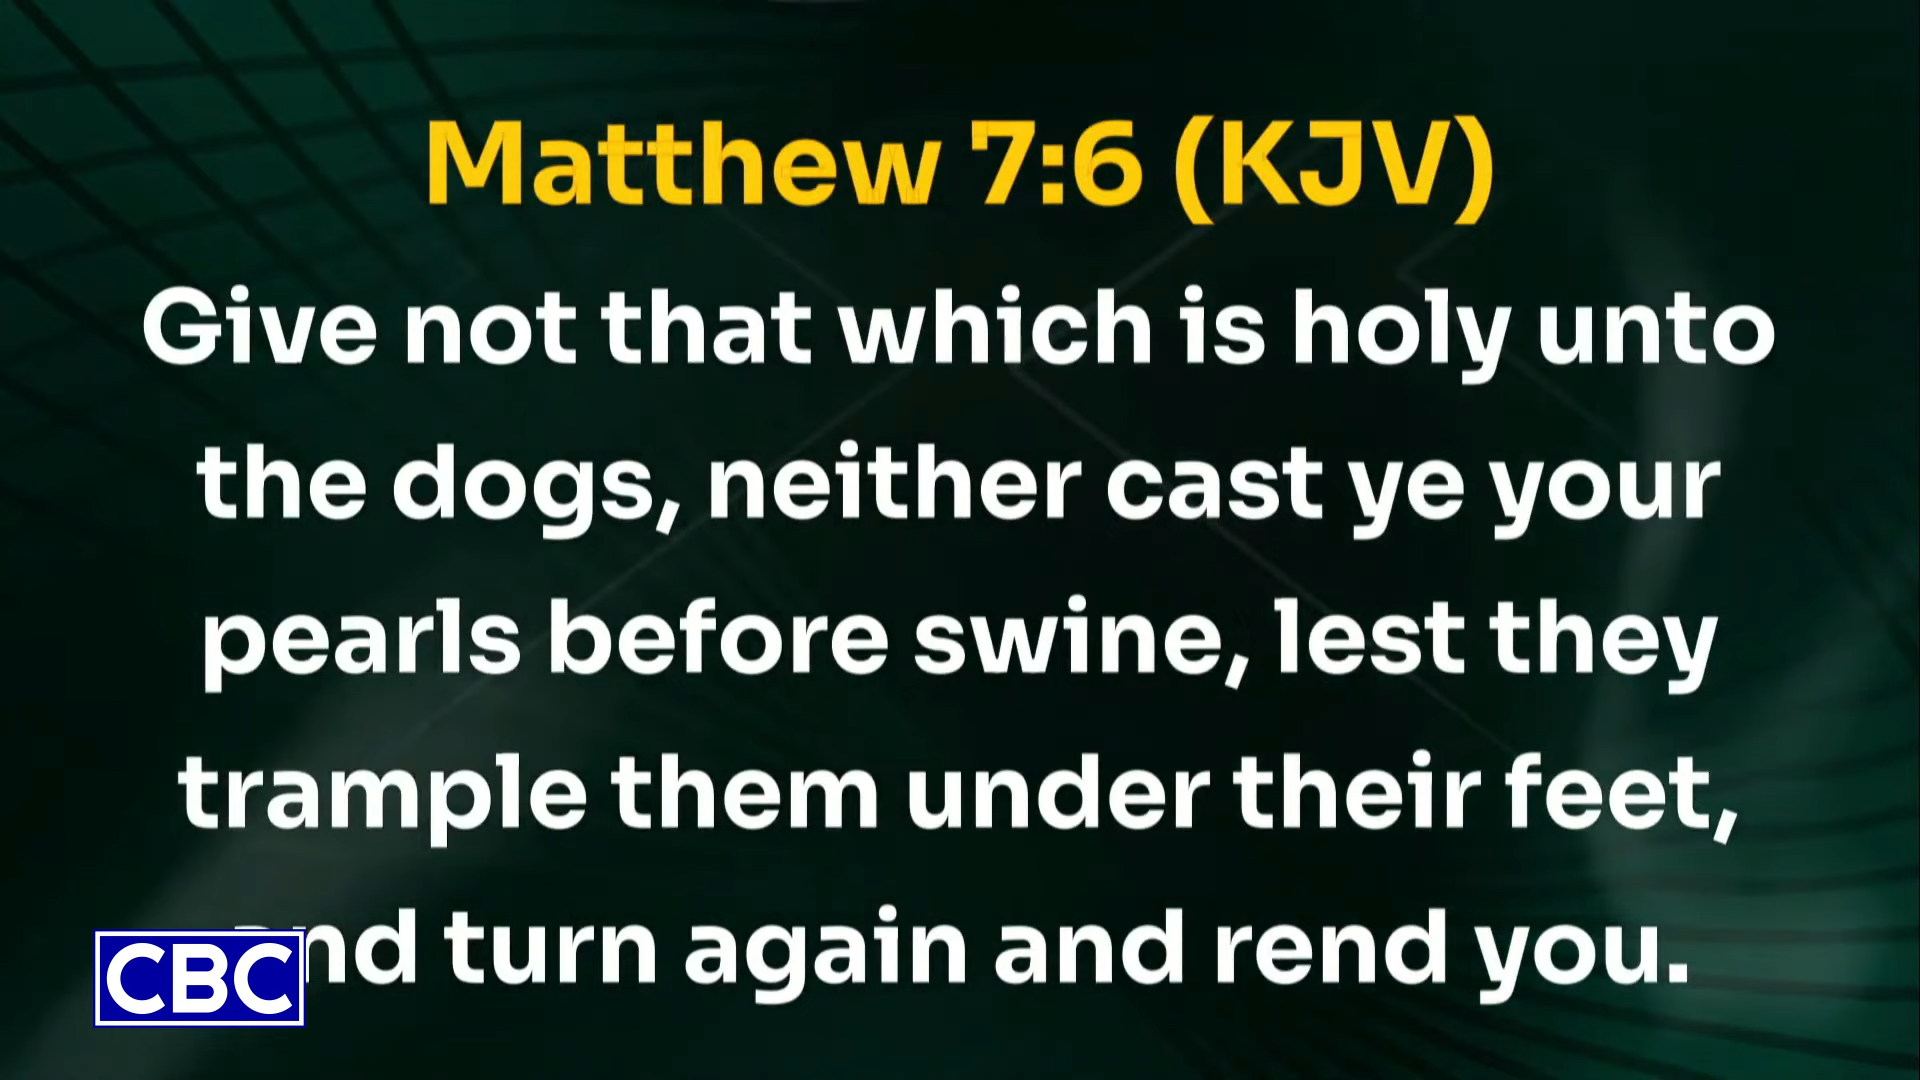 Matthew 7:6 (KJV)
Give not that which is holy unto
the dogs, neither cast ye your
pearls before swine, lest they
trample them under their feet,
and turn again and rend you.
CBC